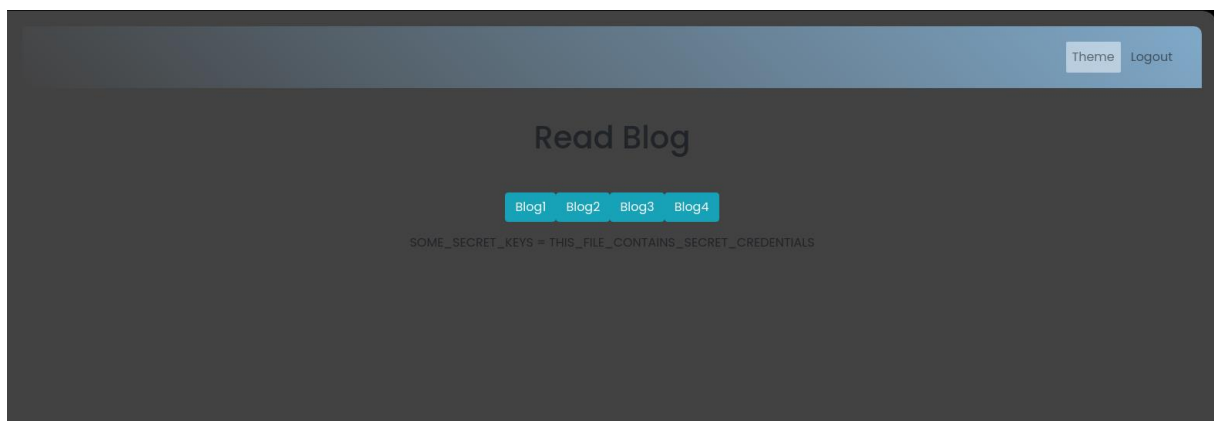 Theme Logout
Read Blog
Blog1 Blog2 Blog3 Blog4
SOME_SECRET_KEYS = THIS_FILE_CONTAINS_SECRET_CREDENTIALS